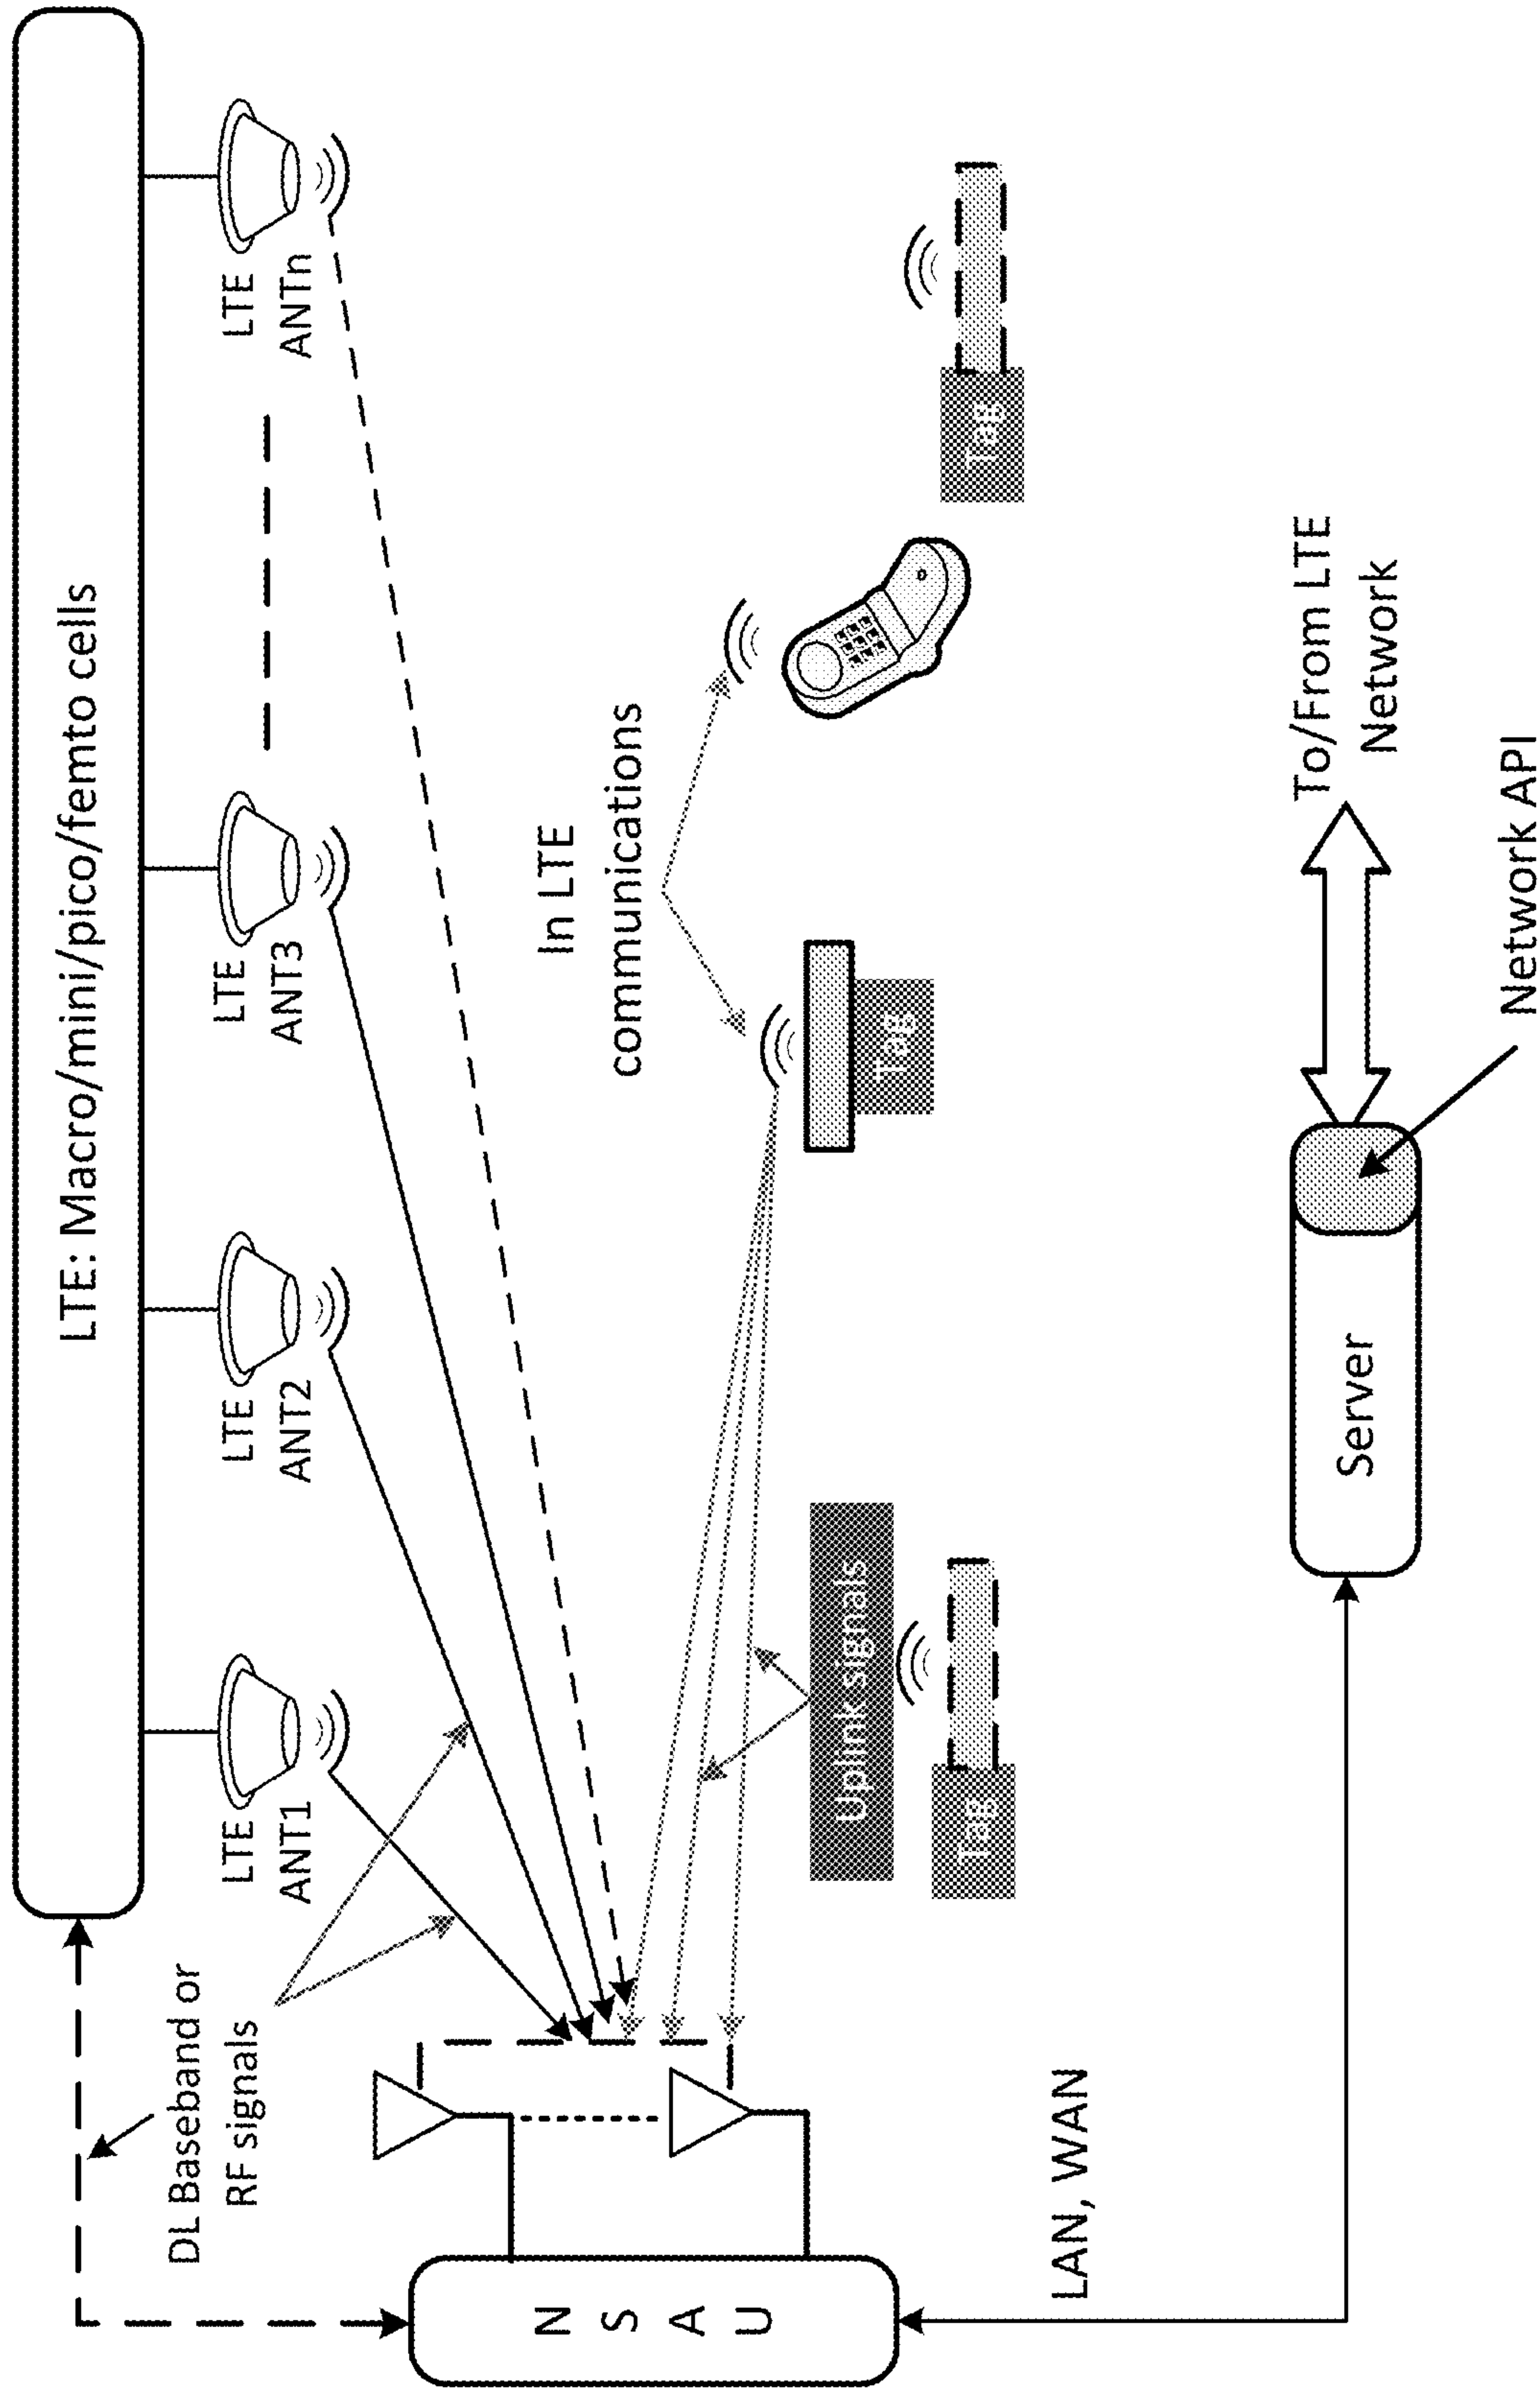 LTE: Macro/mini/pico/femto cells
DL Baseband or
RF signals
LTE
ANT1
LTE
ANT2
LTE
ANT3
LTE
ANTn
In LTE
communications
N
S
A
U
Uplink signals
Tag
Tag
Tag
LAN, WAN
Server
To/From LTE
Network
Network API